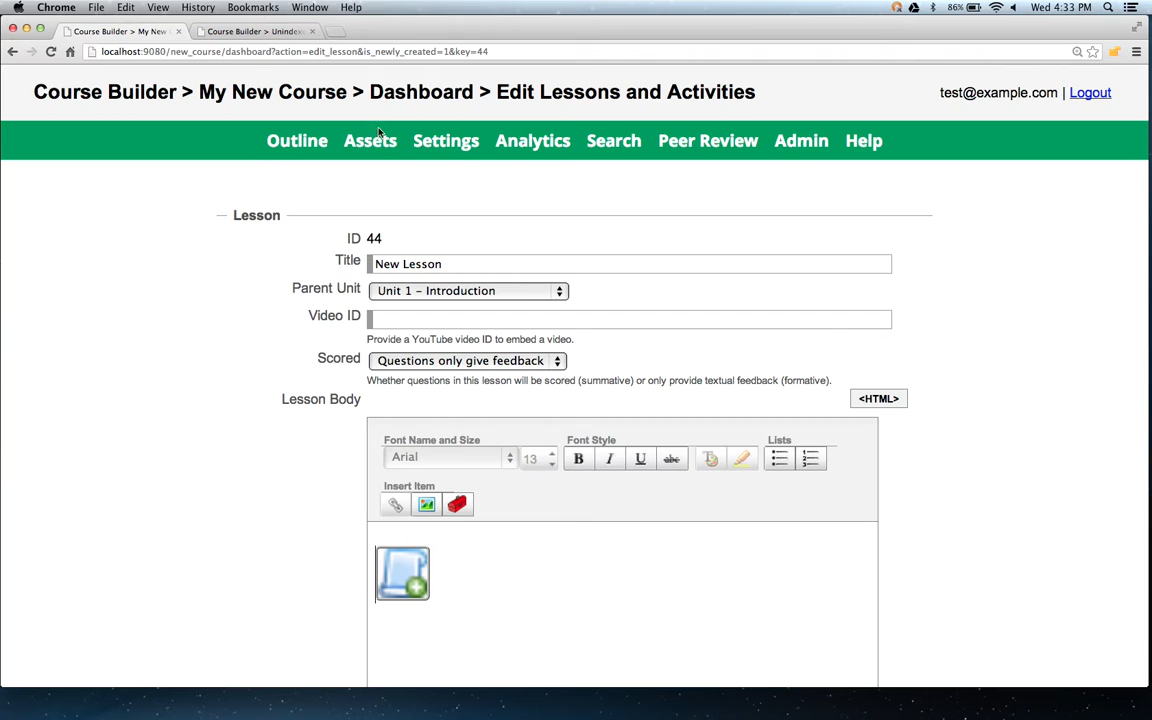 Chrome File Edit View History Bookmarks Window Help 86% Wed 4:33 PM
Course Builder > My New Course Builder > Unindex
localhost:9080/new_course/dashboard?action=edit_lesson&is_newly_created=1&key=44
Course Builder > My New Course > Dashboard > Edit Lessons and Activities test@example.com | Logout
Outline Assets Settings Analytics Search Peer Review Admin Help
Lesson
ID 44
Title New Lesson
Parent Unit Unit 1 - Introduction
Video ID
Provide a YouTube video ID to embed a video.
Scored Questions only give feedback
Whether questions in this lesson will be scored (summative) or only provide textual feedback (formative).
Lesson Body <HTML>
Font Name and Size Font Style Lists
Arial 13 B I U abc
Insert Item